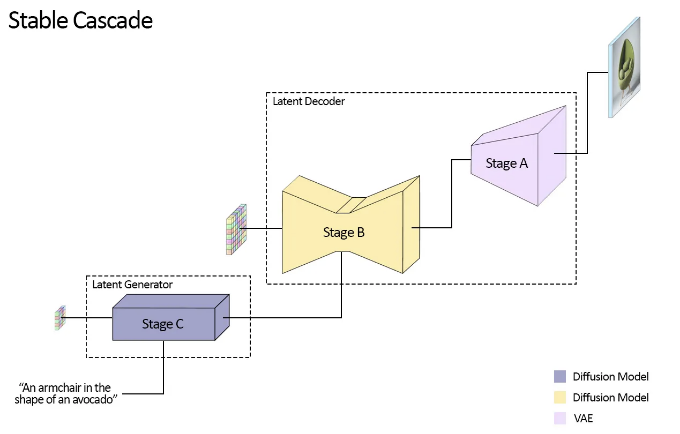 Stable Cascade
Latent Decoder
Stage A
Stage B
Latent Generator
Stage C
“An armchair in the
shape of an avocado”
Diffusion Model
Diffusion Model
VAE